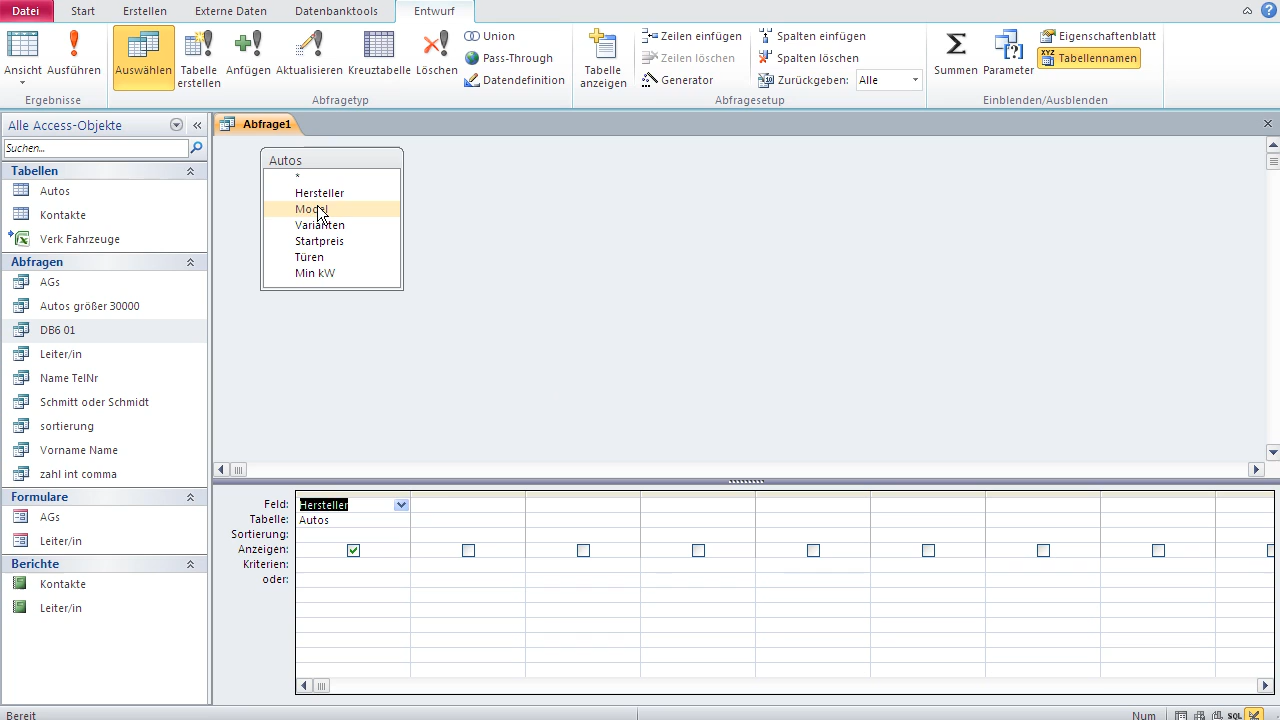 Datei Start Erstellen Externe Daten Datenbanktools Entwurf
Ansicht Ausführen
Ergebnisse
Auswählen Tabelle erstellen Anfügen Aktualisieren Kreuztabelle Löschen
Union
Pass-Through
Datendefinition
Abfragetyp
Tabelle anzeigen
Zeilen einfügen
Zeilen löschen
Generator
Spalten einfügen
Spalten löschen
Zurückgeben: Alle
Abfragesetup
Summen Parameter
Eigenschaftenblatt
XYZ Tabellennamen
Einblenden/Ausblenden
Alle Access-Objekte
Suchen...
Tabellen
Autos
Kontakte
Verk Fahrzeuge
Abfragen
AGs
Autos größer 30000
DB6 01
Leiter/in
Name TelNr
Schmitt oder Schmidt
sortierung
Vorname Name
zahl int comma
Formulare
AGs
Leiter/in
Berichte
Kontakte
Leiter/in
Abfrage1
Autos
*
Hersteller
Model
Varianten
Startpreis
Türen
Min kW
Feld: Hersteller
Tabelle: Autos
Sortierung:
Anzeigen:
Kriterien:
oder:
Bereit
Num
SQL